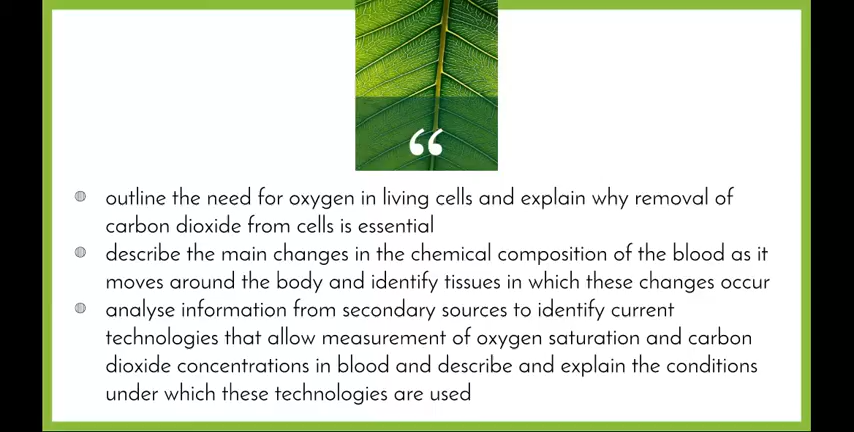 “
outline the need for oxygen in living cells and explain why removal of
carbon dioxide from cells is essential
describe the main changes in the chemical composition of the blood as it
moves around the body and identify tissues in which these changes occur
analyse information from secondary sources to identify current
technologies that allow measurement of oxygen saturation and carbon
dioxide concentrations in blood and describe and explain the conditions
under which these technologies are used